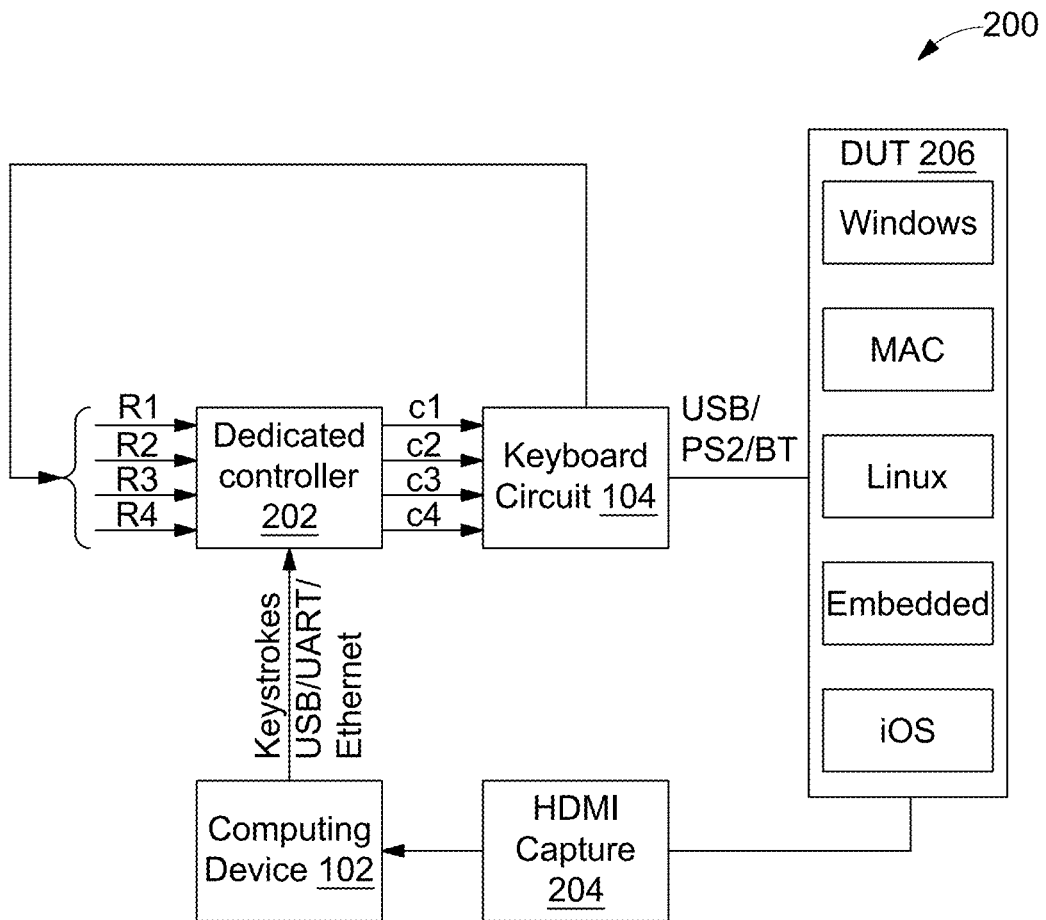 200
DUT 206
Windows
MAC
Linux
Embedded
iOS
R1
R2
R3
R4
Dedicated
controller
202
c1
c2
c3
c4
Keyboard
Circuit 104
USB/
PS2/BT
Keystrokes
USB/UART/
Ethernet
Computing
Device 102
HDMI
Capture
204